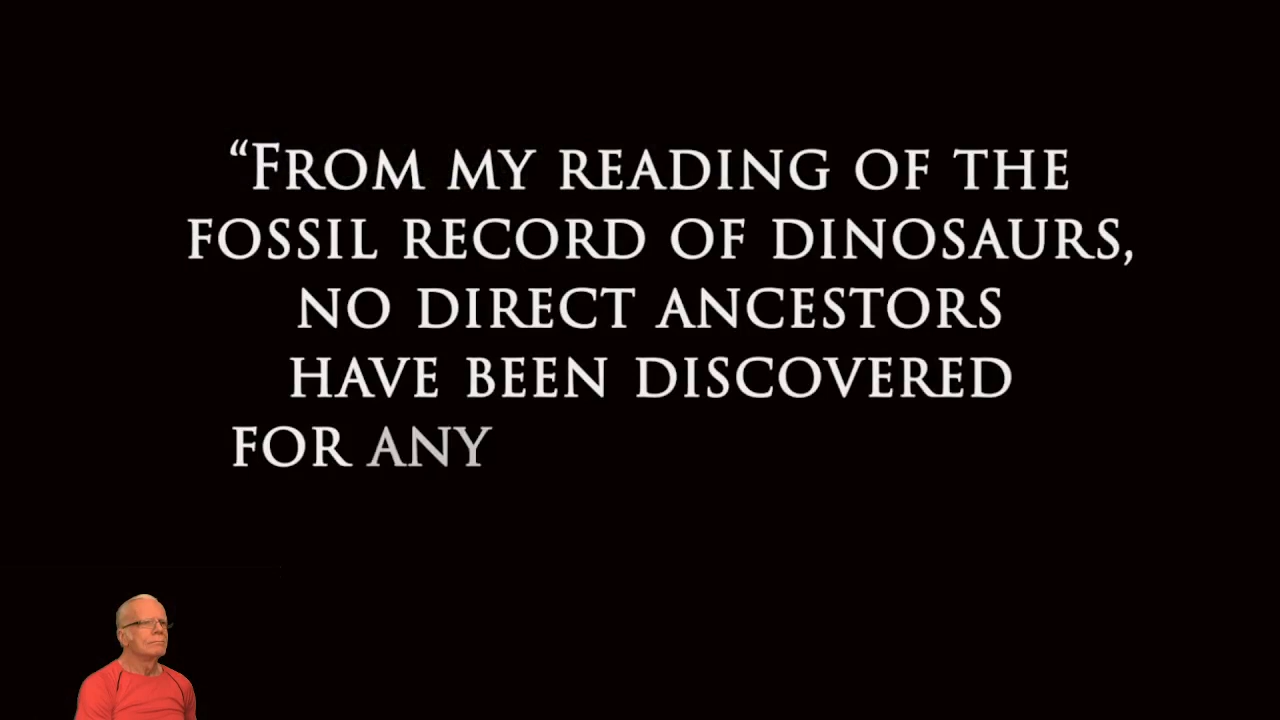 “From my reading of the
fossil record of dinosaurs,
no direct ancestors
have been discovered
for any